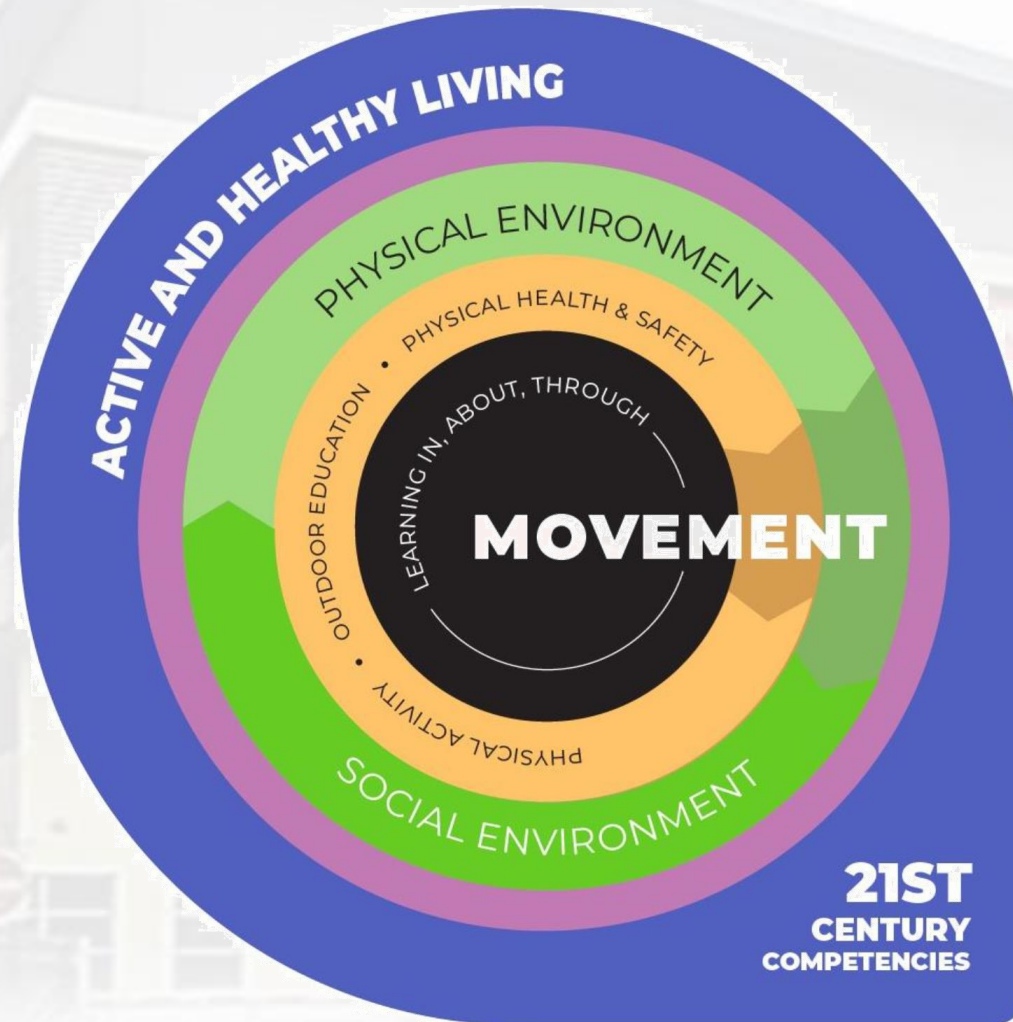 ACTIVE AND HEALTHY LIVING
PHYSICAL ENVIRONMENT
PHYSICAL HEALTH & SAFETY
OUTDOOR EDUCATION
PHYSICAL ACTIVITY
LEARNING IN, ABOUT, THROUGH
MOVEMENT
SOCIAL ENVIRONMENT
21ST
CENTURY
COMPETENCIES